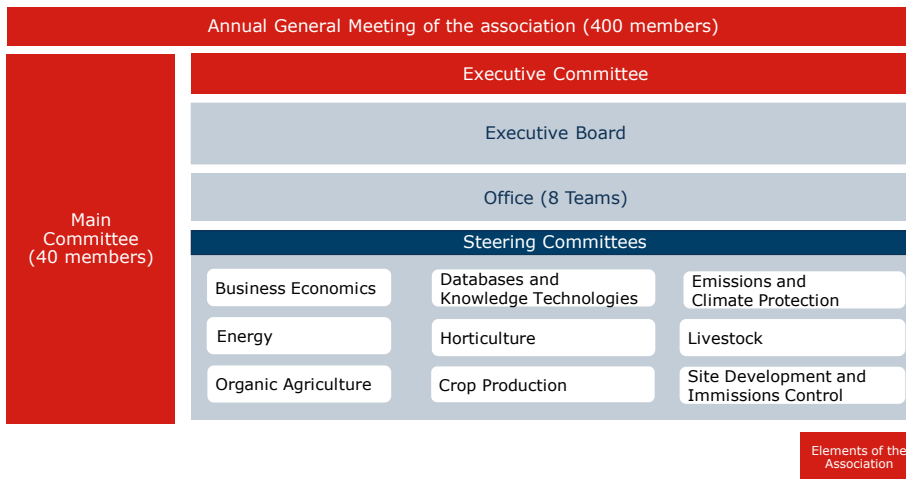 Annual General Meeting of the association (400 members)
Main
Committee
(40 members)
Executive Committee
Executive Board
Office (8 Teams)
Steering Committees
Business Economics
Databases and
Knowledge Technologies
Emissions and
Climate Protection
Energy
Horticulture
Livestock
Organic Agriculture
Crop Production
Site Development and
Immissions Control
Elements of the
Association